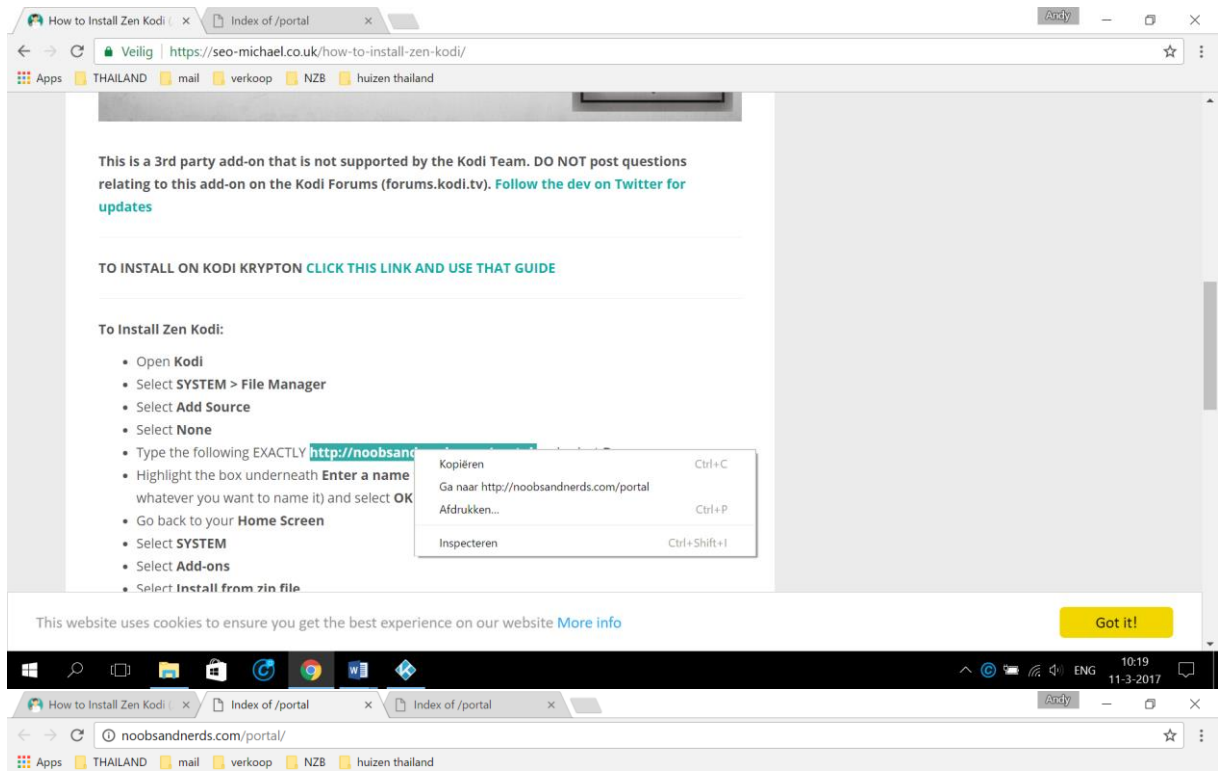 How to Install Zen Kodi (
Index of /portal
Andy
Veilig https://seo-michael.co.uk/how-to-install-zen-kodi/
Apps THAILAND mail verkoop NZB huizen thailand
This is a 3rd party add-on that is not supported by the Kodi Team. DO NOT post questions
relating to this add-on on the Kodi Forums (forums.kodi.tv). Follow the dev on Twitter for
updates
TO INSTALL ON KODI KRYPTON CLICK THIS LINK AND USE THAT GUIDE
To Install Zen Kodi:
• Open Kodi
• Select SYSTEM > File Manager
• Select Add Source
• Select None
• Type the following EXACTLY http://noobsand
• Highlight the box underneath Enter a name
whatever you want to name it) and select OK
• Go back to your Home Screen
• Select SYSTEM
• Select Add-ons
• Select Install from zip file
Kopiëren Ctrl+C
Ga naar http://noobsandnerds.com/portal
Afdrukken... Ctrl+P
Inspecteren Ctrl+Shift+I
This website uses cookies to ensure you get the best experience on our website More info
Got it!
ENG
10:19
11-3-2017
How to Install Zen Kodi (
Index of /portal
Index of /portal
Andy
noobsandnerds.com/portal/
Apps THAILAND mail verkoop NZB huizen thailand